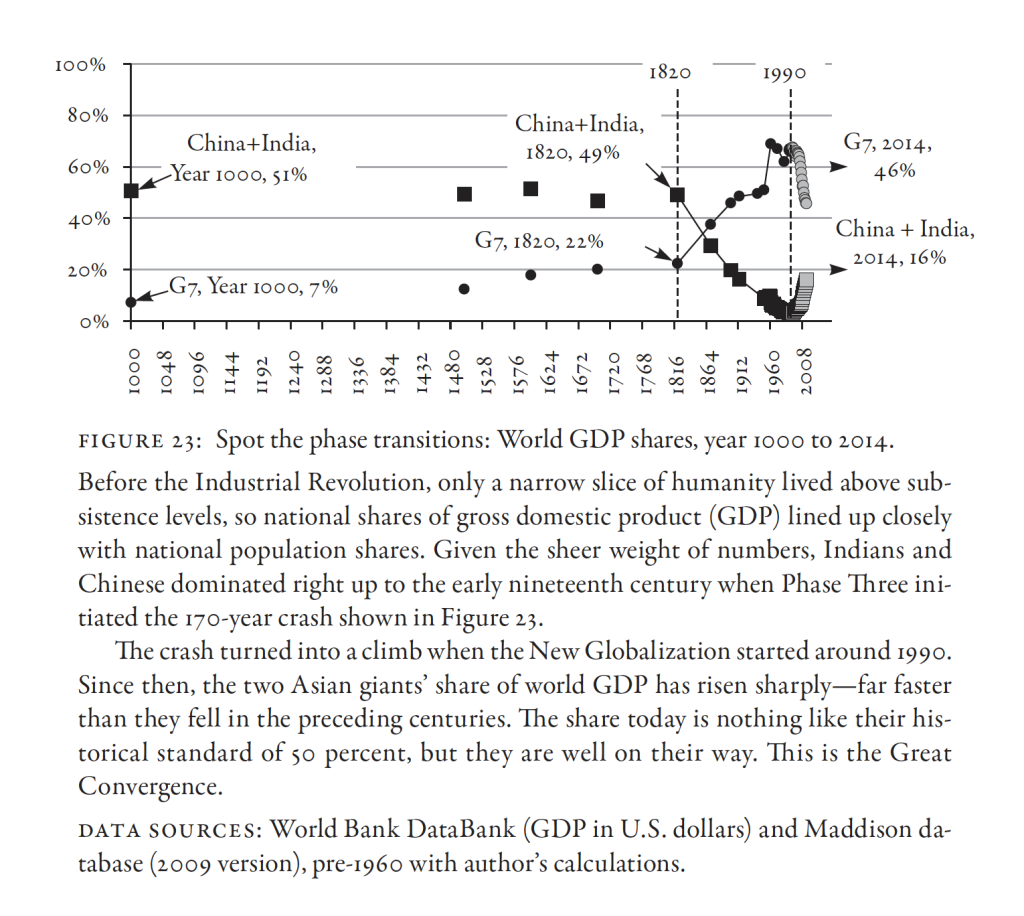 100%
80%
60%
40%
20%
0%
1820
1990
China+India,
Year 1000, 51%
China+India,
1820, 49%
G7, 2014,
46%
G7, 1820, 22%
China + India,
2014, 16%
G7, Year 1000, 7%
1000
1048
1096
1144
1192
1240
1288
1336
1384
1432
1480
1528
1576
1624
1672
1720
1768
1816
1864
1912
1960
2008
FIGURE 23: Spot the phase transitions: World GDP shares, year 1000 to 2014.
Before the Industrial Revolution, only a narrow slice of humanity lived above sub-
sistence levels, so national shares of gross domestic product (GDP) lined up closely
with national population shares. Given the sheer weight of numbers, Indians and
Chinese dominated right up to the early nineteenth century when Phase Three ini-
tiated the 170-year crash shown in Figure 23.
The crash turned into a climb when the New Globalization started around 1990.
Since then, the two Asian giants’ share of world GDP has risen sharply—far faster
than they fell in the preceding centuries. The share today is nothing like their his-
torical standard of 50 percent, but they are well on their way. This is the Great
Convergence.
DATA SOURCES: World Bank DataBank (GDP in U.S. dollars) and Maddison da-
tabase (2009 version), pre-1960 with author’s calculations.